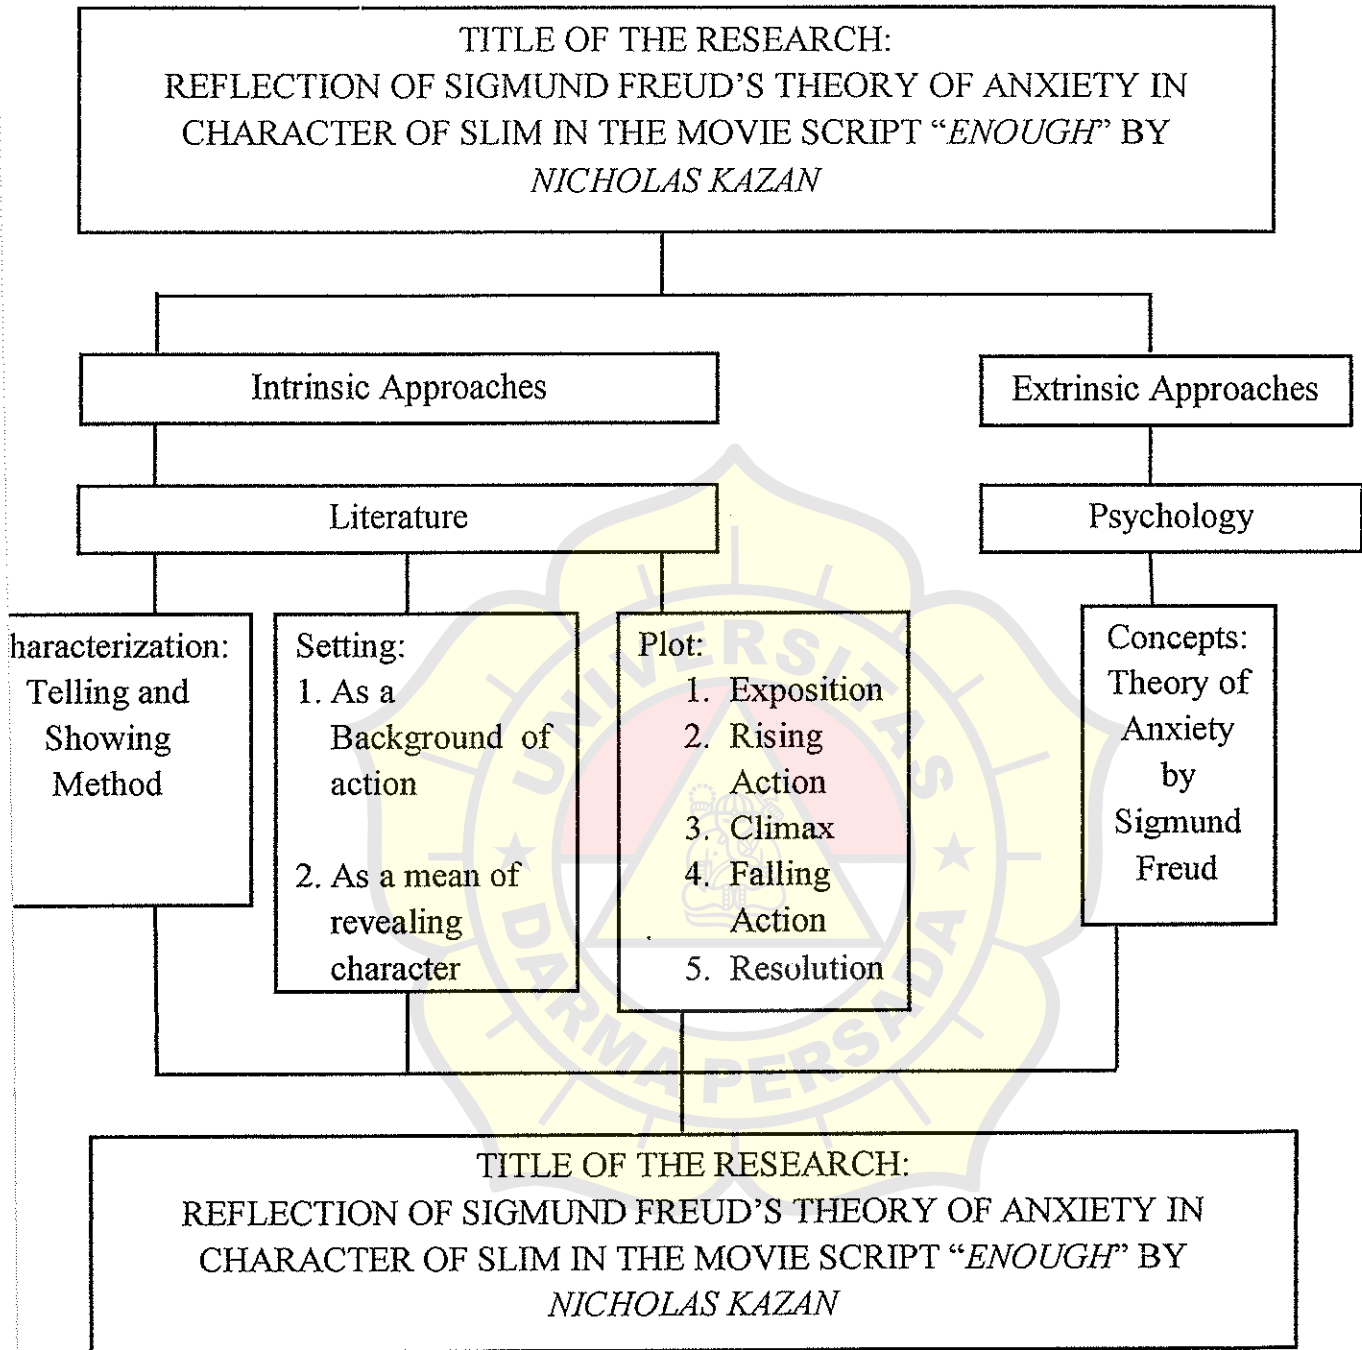 TITLE OF THE RESEARCH:
REFLECTION OF SIGMUND FREUD'S THEORY OF ANXIETY IN
CHARACTER OF SLIM IN THE MOVIE SCRIPT “ENOUGH” BY
NICHOLAS KAZAN
Intrinsic Approaches
Extrinsic Approaches
Literature
Psychology
haracterization:
Telling and
Showing
Method
Setting:
1. As a
Background of
action
2. As a mean of
revealing
character
Plot:
1. Exposition
2. Rising
Action
3. Climax
4. Falling
Action
5. Resolution
Concepts:
Theory of
Anxiety
by
Sigmund
Freud
UNIVERSITAS
DARMA PERSADA
TITLE OF THE RESEARCH:
REFLECTION OF SIGMUND FREUD'S THEORY OF ANXIETY IN
CHARACTER OF SLIM IN THE MOVIE SCRIPT “ENOUGH” BY
NICHOLAS KAZAN